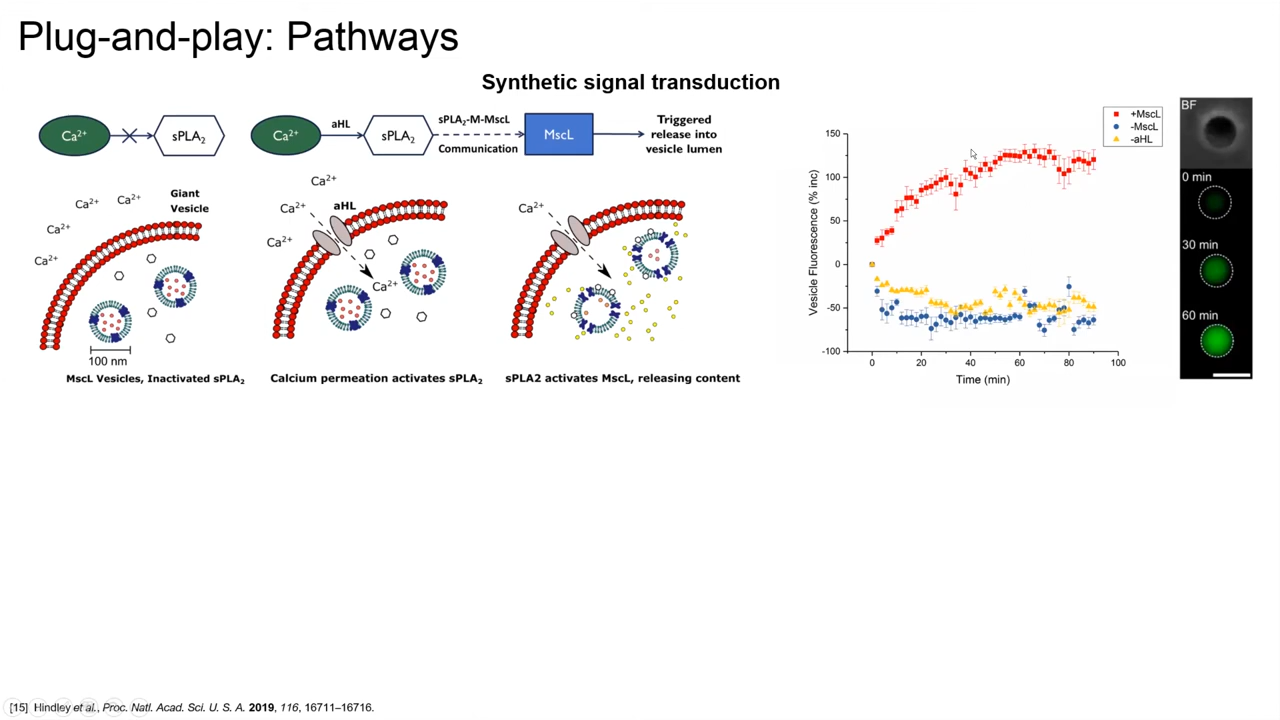 Plug-and-play: Pathways
Synthetic signal transduction
Ca²⁺
sPLA₂
Ca²⁺
aHL
sPLA₂
sPLA₂-M-MscL
Communication
MscL
Triggered
release into
vesicle lumen
Ca²⁺
Ca²⁺
Ca²⁺
Ca²⁺
Giant
Vesicle
100 nm
MscL Vesicles, Inactivated sPLA₂
Ca²⁺
Ca²⁺
Ca²⁺
aHL
Ca²⁺
Calcium permeation activates sPLA₂
Ca²⁺
sPLA2 activates MscL, releasing content
Vesicle Fluorescence (% inc)
150
100
50
0
-50
-100
0
20
40
60
80
100
Time (min)
+MscL
-MscL
-aHL
BF
0 min
30 min
60 min
[15] Hindley et al., Proc. Natl. Acad. Sci. U. S. A. 2019, 116, 16711–16716.